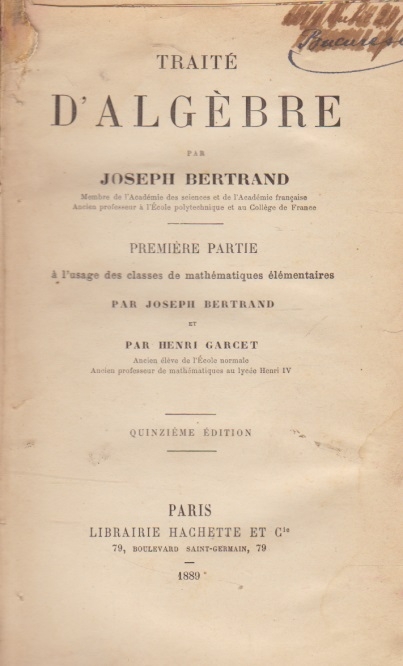 TRAITÉ
D'ALGÈBRE
PAR
JOSEPH BERTRAND
Membre de l'Académie des sciences et de l'Académie française
Ancien professeur à l'École polytechnique et au Collège de France
PREMIÈRE PARTIE
à l'usage des classes de mathématiques élémentaires
PAR JOSEPH BERTRAND
ET
PAR HENRI GARCET
Ancien élève de l'École normale
Ancien professeur de mathématiques au lycée Henri IV
QUINZIÈME ÉDITION
PARIS
LIBRAIRIE HACHETTE ET Cie
79, BOULEVARD SAINT-GERMAIN, 79
1889